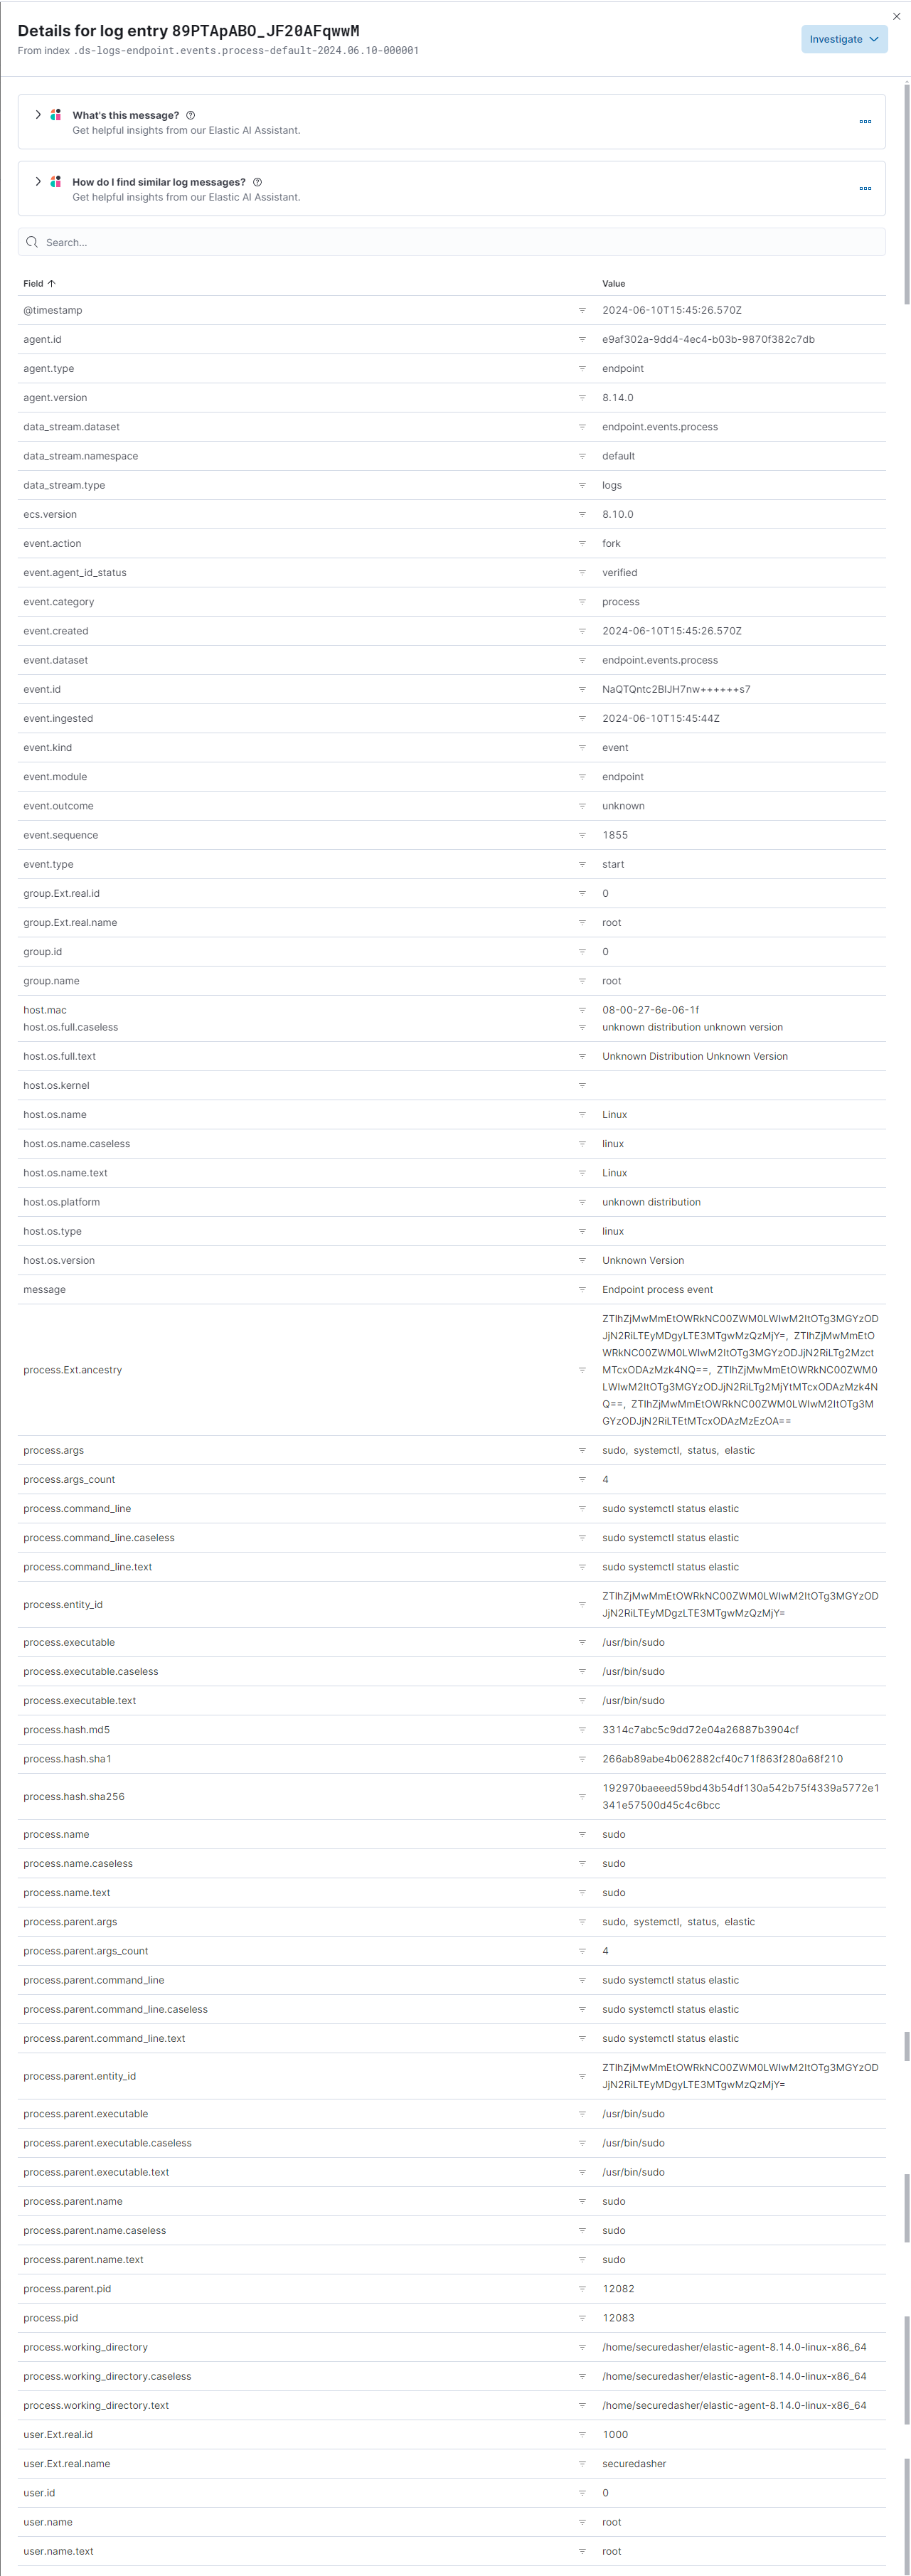 Details for log entry 89PTApABO_JF20AFqwwM
From index .ds-logs-endpoint.events.process-default-2024.06.10-000001
Investigate
What's this message?
Get helpful insights from our Elastic AI Assistant.
How do I find similar log messages?
Get helpful insights from our Elastic AI Assistant.
Search...
Field Value
@timestamp 2024-06-10T15:45:26.570Z
agent.id e9af302a-9dd4-4ec4-b03b-9870f382c7db
agent.type endpoint
agent.version 8.14.0
data_stream.dataset endpoint.events.process
data_stream.namespace default
data_stream.type logs
ecs.version 8.10.0
event.action fork
event.agent_id_status verified
event.category process
event.created 2024-06-10T15:45:26.570Z
event.dataset endpoint.events.process
event.id NaQTQntc2BIJH7nw++++++s7
event.ingested 2024-06-10T15:45:44Z
event.kind event
event.module endpoint
event.outcome unknown
event.sequence 1855
event.type start
group.Ext.real.id 0
group.Ext.real.name root
group.id 0
group.name root
host.mac 08-00-27-6e-06-1f
host.os.full.caseless unknown distribution unknown version
host.os.full.text Unknown Distribution Unknown Version
host.os.kernel
host.os.name Linux
host.os.name.caseless linux
host.os.name.text Linux
host.os.platform unknown distribution
host.os.type linux
host.os.version Unknown Version
message Endpoint process event
process.Ext.ancestry
ZTlhZjMwMmEtOWRkNC00ZWM0LWIwM2ItOTg3MGYzOD
JjN2RiLTEyMDgyLTE3MTgwMzQzMjY=, ZTlhZjMwMmEtO
WRkNC00ZWM0LWIwM2ItOTg3MGYzODJjN2RiLTg2Mzct
MTcxODAzMzk4NQ==, ZTlhZjMwMmEtOWRkNC00ZWM0
LWIwM2ItOTg3MGYzODJjN2RiLTg2MjYtMTcxODAzMzk4N
Q==, ZTlhZjMwMmEtOWRkNC00ZWM0LWIwM2ItOTg3M
GYzODJjN2RiLTEtMTcxODAzMzEzOA==
process.args sudo, systemctl, status, elastic
process.args_count 4
process.command_line sudo systemctl status elastic
process.command_line.caseless sudo systemctl status elastic
process.command_line.text sudo systemctl status elastic
process.entity_id
ZTlhZjMwMmEtOWRkNC00ZWM0LWIwM2ItOTg3MGYzOD
JjN2RiLTEyMDgzLTE3MTgwMzQzMjY=
process.executable /usr/bin/sudo
process.executable.caseless /usr/bin/sudo
process.executable.text /usr/bin/sudo
process.hash.md5 3314c7abc5c9dd72e04a26887b3904cf
process.hash.sha1 266ab89abe4b062882cf40c71f863f280a68f210
process.hash.sha256
192970baeeed59bd43b54df130a542b75f4339a5772e1
341e57500d45c4c6bcc
process.name sudo
process.name.caseless sudo
process.name.text sudo
process.parent.args sudo, systemctl, status, elastic
process.parent.args_count 4
process.parent.command_line sudo systemctl status elastic
process.parent.command_line.caseless sudo systemctl status elastic
process.parent.command_line.text sudo systemctl status elastic
process.parent.entity_id
ZTlhZjMwMmEtOWRkNC00ZWM0LWIwM2ItOTg3MGYzOD
JjN2RiLTEyMDgyLTE3MTgwMzQzMjY=
process.parent.executable /usr/bin/sudo
process.parent.executable.caseless /usr/bin/sudo
process.parent.executable.text /usr/bin/sudo
process.parent.name sudo
process.parent.name.caseless sudo
process.parent.name.text sudo
process.parent.pid 12082
process.pid 12083
process.working_directory /home/securedasher/elastic-agent-8.14.0-linux-x86_64
process.working_directory.caseless /home/securedasher/elastic-agent-8.14.0-linux-x86_64
process.working_directory.text /home/securedasher/elastic-agent-8.14.0-linux-x86_64
user.Ext.real.id 1000
user.Ext.real.name securedasher
user.id 0
user.name root
user.name.text root